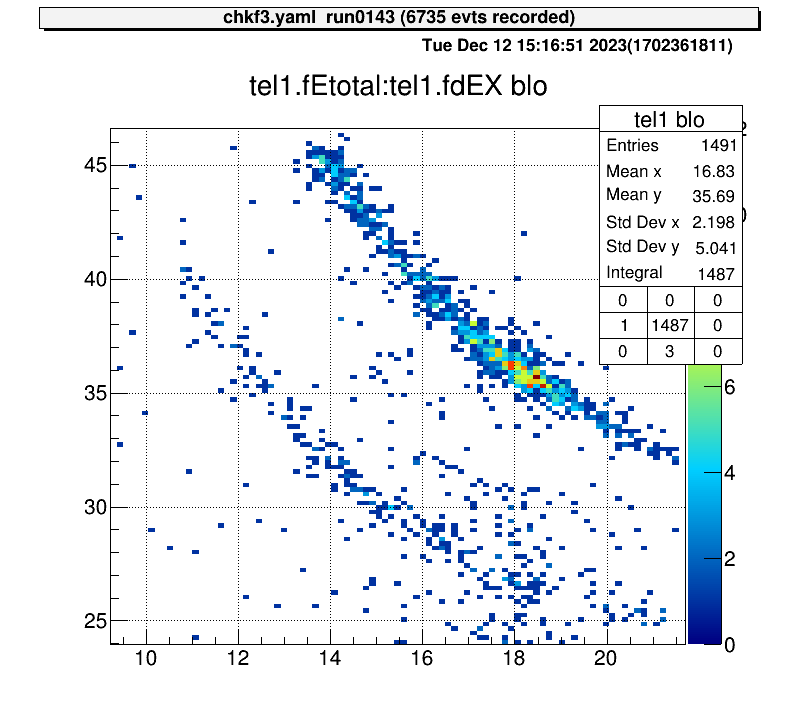 chkf3.yaml run0143 (6735 evts recorded)
Tue Dec 12 15:16:51 2023(1702361811)
tel1.fEtotal:tel1.fdEX blo
tel1 blo
Entries 1491
Mean x 16.83
Mean y 35.69
Std Dev x 2.198
Std Dev y 5.041
Integral 1487
0 0 0
1 1487 0
0 3 0
45
40
35
30
25
10 12 14 16 18 20
6
4
2
0